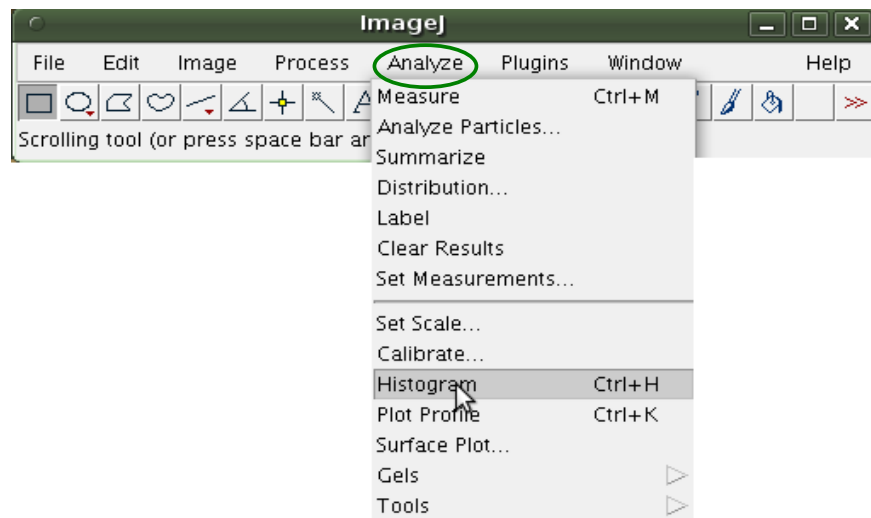 ImageJ
File Edit Image Process Analyze Plugins Window Help
Scrolling tool (or press space bar
Measure Ctrl+M
Analyze Particles...
Summarize
Distribution...
Label
Clear Results
Set Measurements...
Set Scale...
Calibrate...
Histogram Ctrl+H
Plot Profile Ctrl+K
Surface Plot...
Gels
Tools